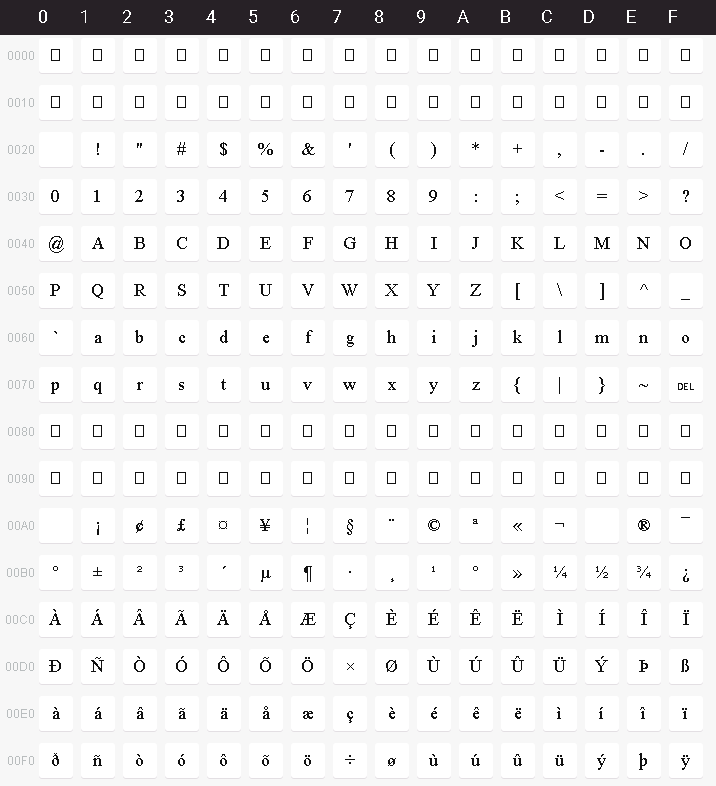 0 1 2 3 4 5 6 7 8 9 A B C D E F
0000
0010
0020 ! " # $ % & ' ( ) * + , - . /
0030 0 1 2 3 4 5 6 7 8 9 : ; < = > ?
0040 @ A B C D E F G H I J K L M N O
0050 P Q R S T U V W X Y Z [ \ ] ^ _
0060 ` a b c d e f g h i j k l m n o
0070 p q r s t u v w x y z { | } ~ DEL
0080
0090
00A0 ¡ ¢ £ ¤ ¥ ¦ § ¨ © ª « ¬ ® ¯
00B0 ° ± ² ³ ´ µ ¶ · ¸ ¹ º » ¼ ½ ¾ ¿
00C0 À Á Â Ã Ä Å Æ Ç È É Ê Ë Ì Í Î Ï
00D0 Ð Ñ Ò Ó Ô Õ Ö × Ø Ù Ú Û Ü Ý Þ ß
00E0 à á â ã ä å æ ç è é ê ë ì í î ï
00F0 ð ñ ò ó ô õ ö ÷ ø ù ú û ü ý þ ÿ